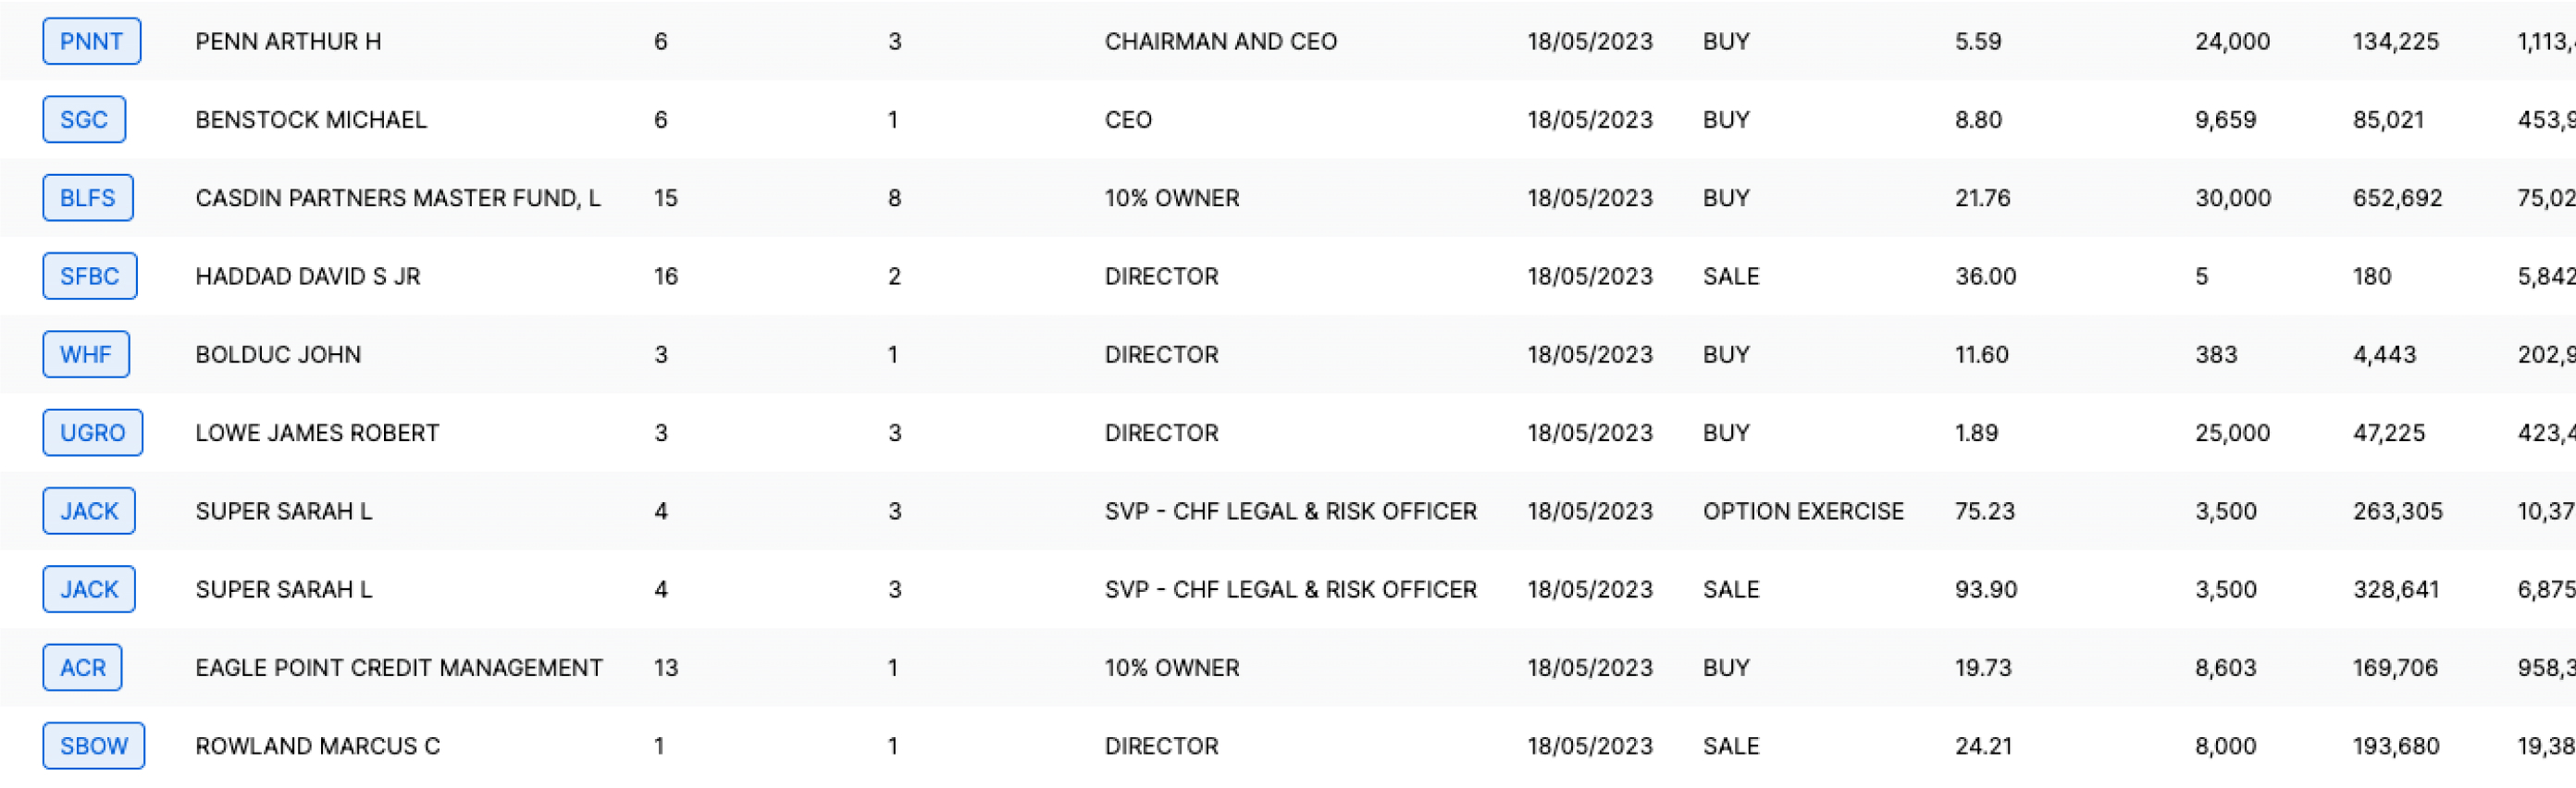 PNNT PENN ARTHUR H 6 3 CHAIRMAN AND CEO 18/05/2023 BUY 5.59 24,000 134,225 1,113,
SGC BENSTOCK MICHAEL 6 1 CEO 18/05/2023 BUY 8.80 9,659 85,021 453,9
BLFS CASDIN PARTNERS MASTER FUND, L 15 8 10% OWNER 18/05/2023 BUY 21.76 30,000 652,692 75,02
SFBC HADDAD DAVID S JR 16 2 DIRECTOR 18/05/2023 SALE 36.00 5 180 5,842
WHF BOLDUC JOHN 3 1 DIRECTOR 18/05/2023 BUY 11.60 383 4,443 202,9
UGRO LOWE JAMES ROBERT 3 3 DIRECTOR 18/05/2023 BUY 1.89 25,000 47,225 423,4
JACK SUPER SARAH L 4 3 SVP - CHF LEGAL & RISK OFFICER 18/05/2023 OPTION EXERCISE 75.23 3,500 263,305 10,37
JACK SUPER SARAH L 4 3 SVP - CHF LEGAL & RISK OFFICER 18/05/2023 SALE 93.90 3,500 328,641 6,875
ACR EAGLE POINT CREDIT MANAGEMENT 13 1 10% OWNER 18/05/2023 BUY 19.73 8,603 169,706 958,3
SBOW ROWLAND MARCUS C 1 1 DIRECTOR 18/05/2023 SALE 24.21 8,000 193,680 19,38